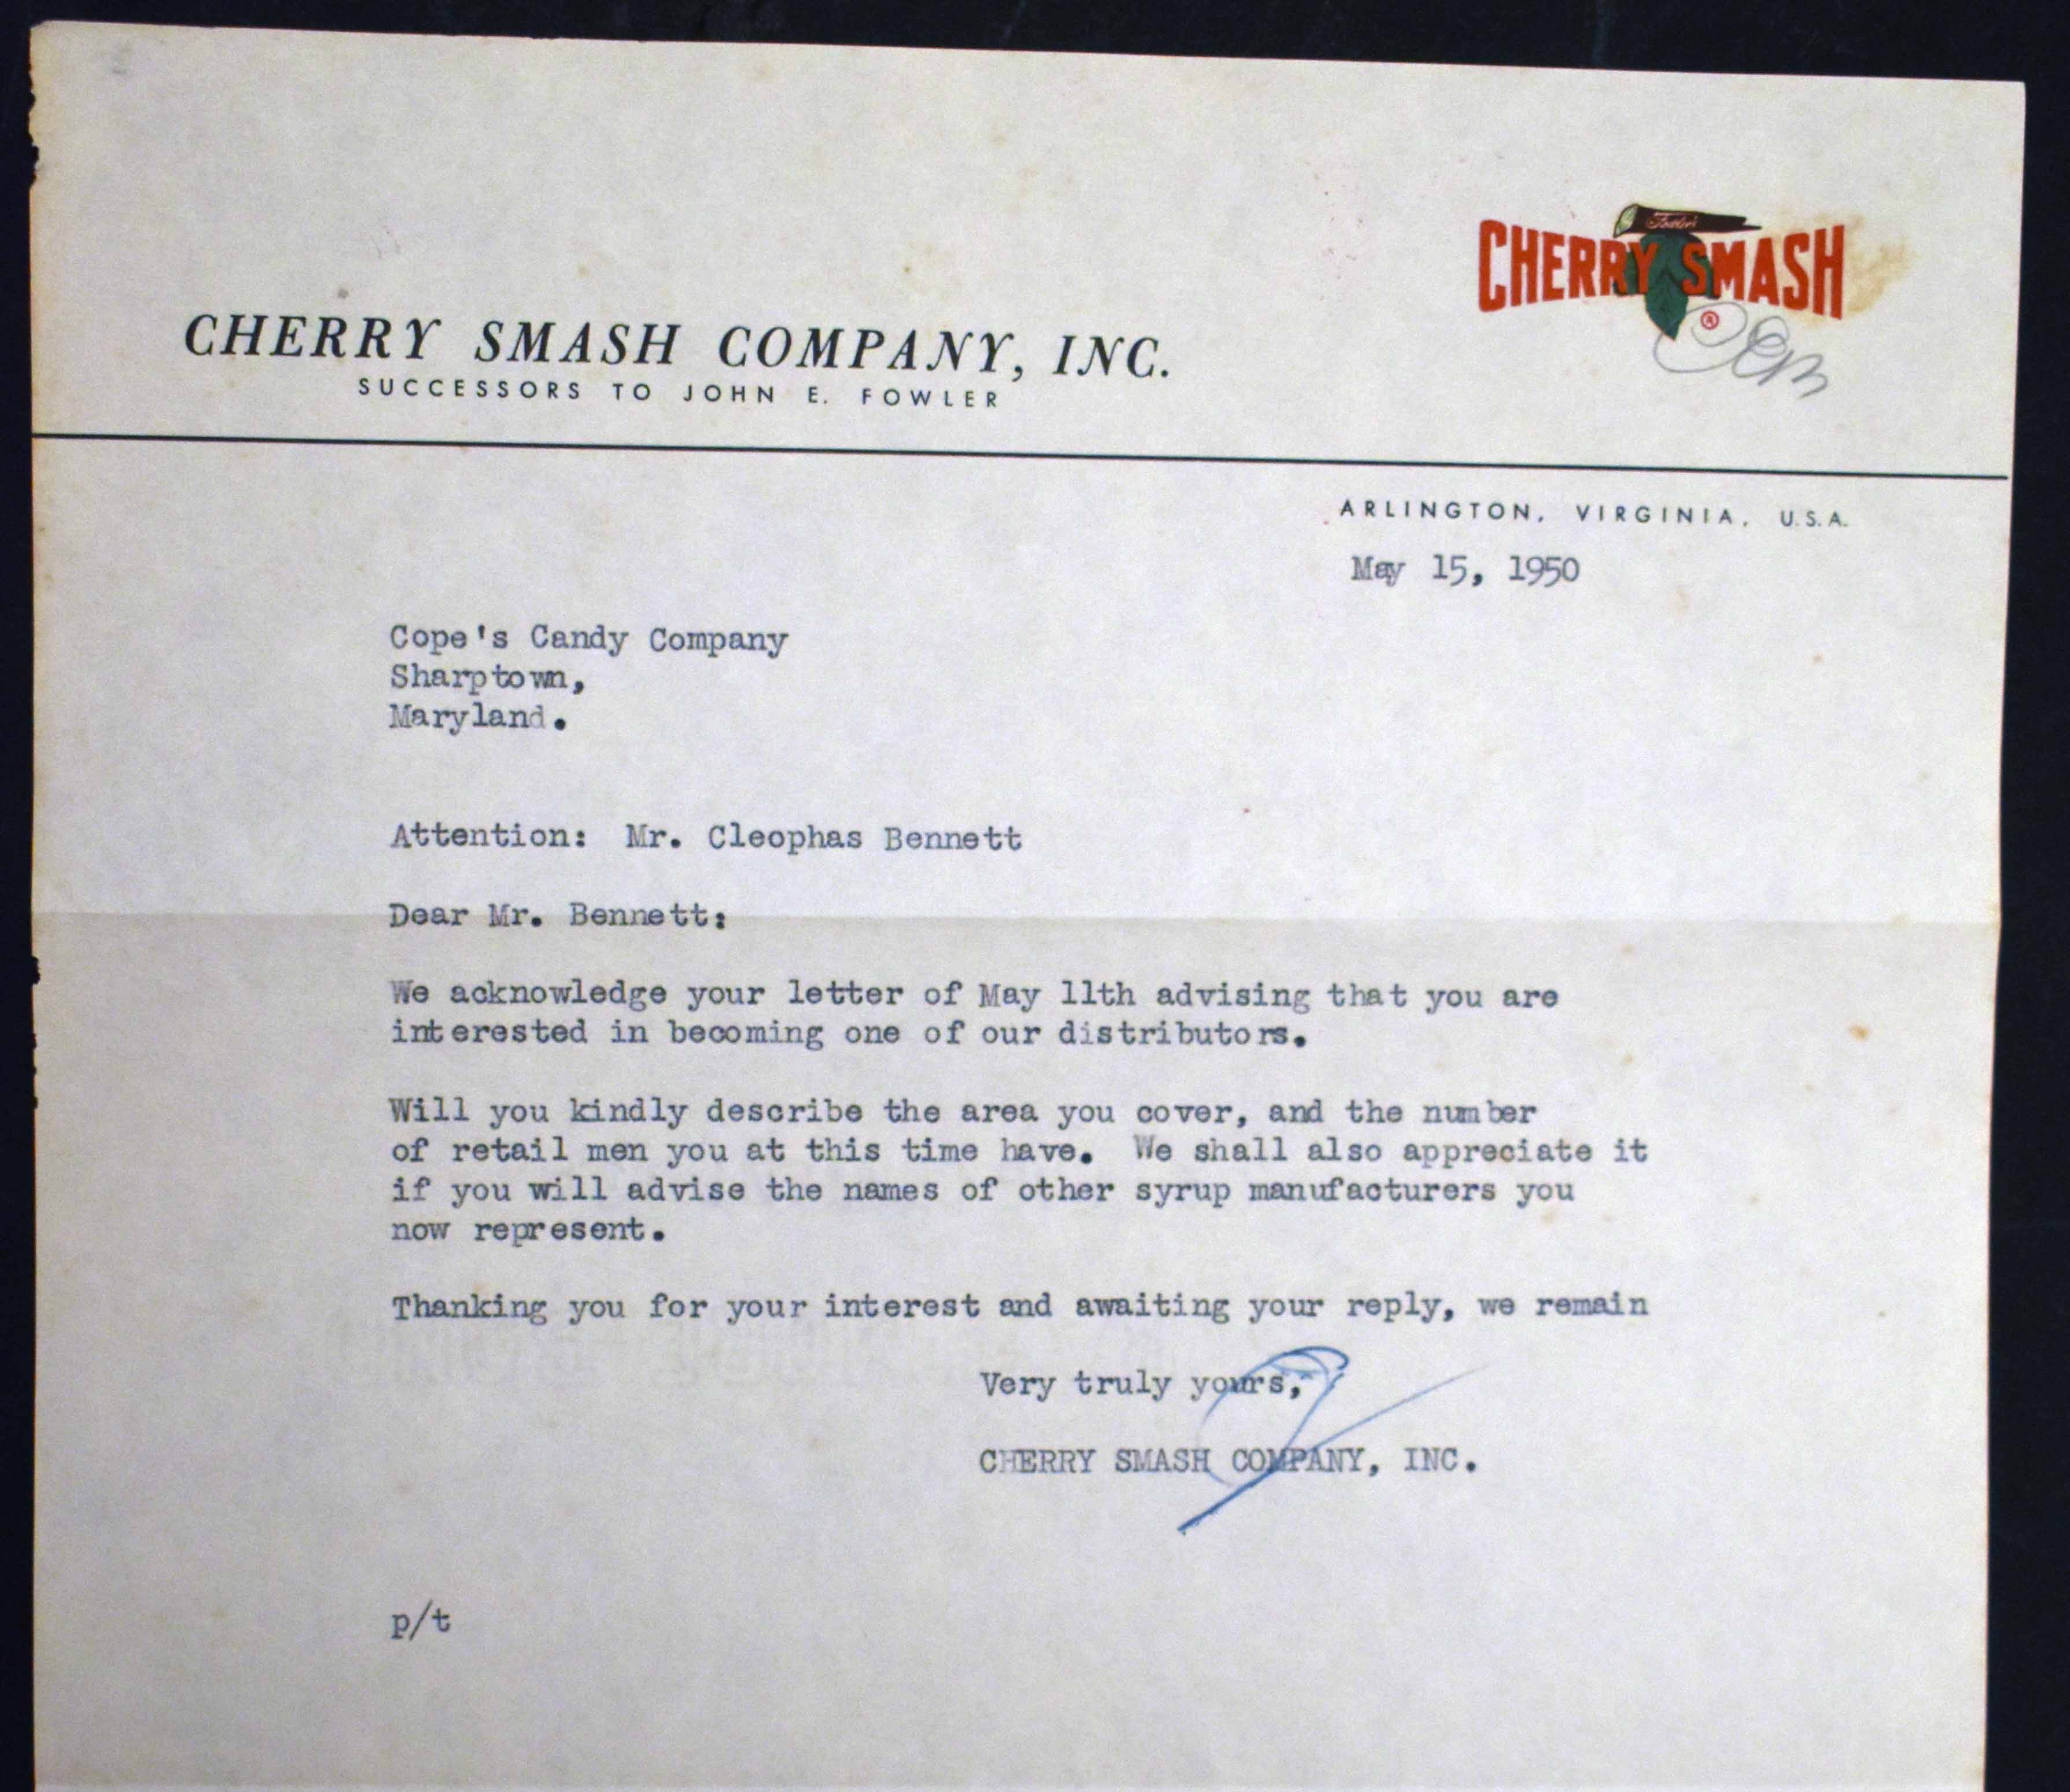 Fowler's
CHERRY SMASH
®
CHERRY SMASH COMPANY, INC.
SUCCESSORS TO JOHN E. FOWLER
ARLINGTON, VIRGINIA, U.S.A.
May 15, 1950
Cope's Candy Company
Sharptown,
Maryland.
Attention: Mr. Cleophas Bennett
Dear Mr. Bennett:
We acknowledge your letter of May 11th advising that you are
interested in becoming one of our distributors.
Will you kindly describe the area you cover, and the number
of retail men you at this time have. We shall also appreciate it
if you will advise the names of other syrup manufacturers you
now represent.
Thanking you for your interest and awaiting your reply, we remain
Very truly yours,
CHERRY SMASH COMPANY, INC.
p/t